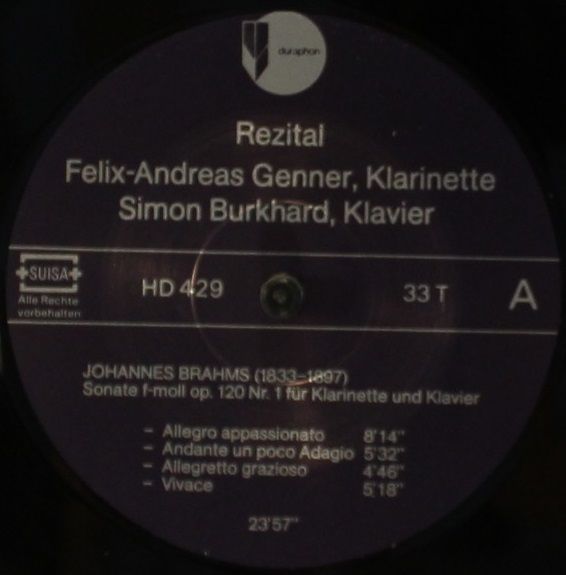 duraphon
Rezital
Felix-Andreas Genner, Klarinette
Simon Burkhard, Klavier
SUISA
Alle Rechte
vorbehalten
HD 429
33 T
A
JOHANNES BRAHMS (1833–1897)
Sonate f-moll op. 120 Nr. 1 für Klarinette und Klavier
– Allegro appassionato 8'14"
– Andante un poco Adagio 5'32"
– Allegretto grazioso 4'46"
– Vivace 5'18"
23'57"